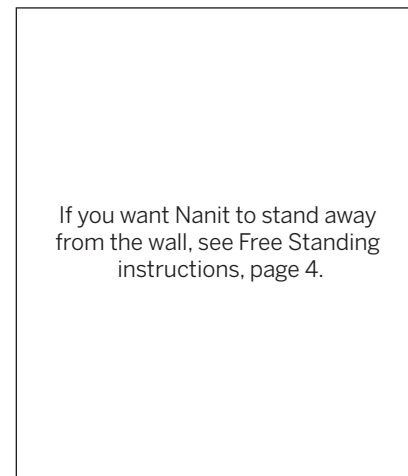 If you want Nanit to stand away
from the wall, see Free Standing
instructions, page 4.